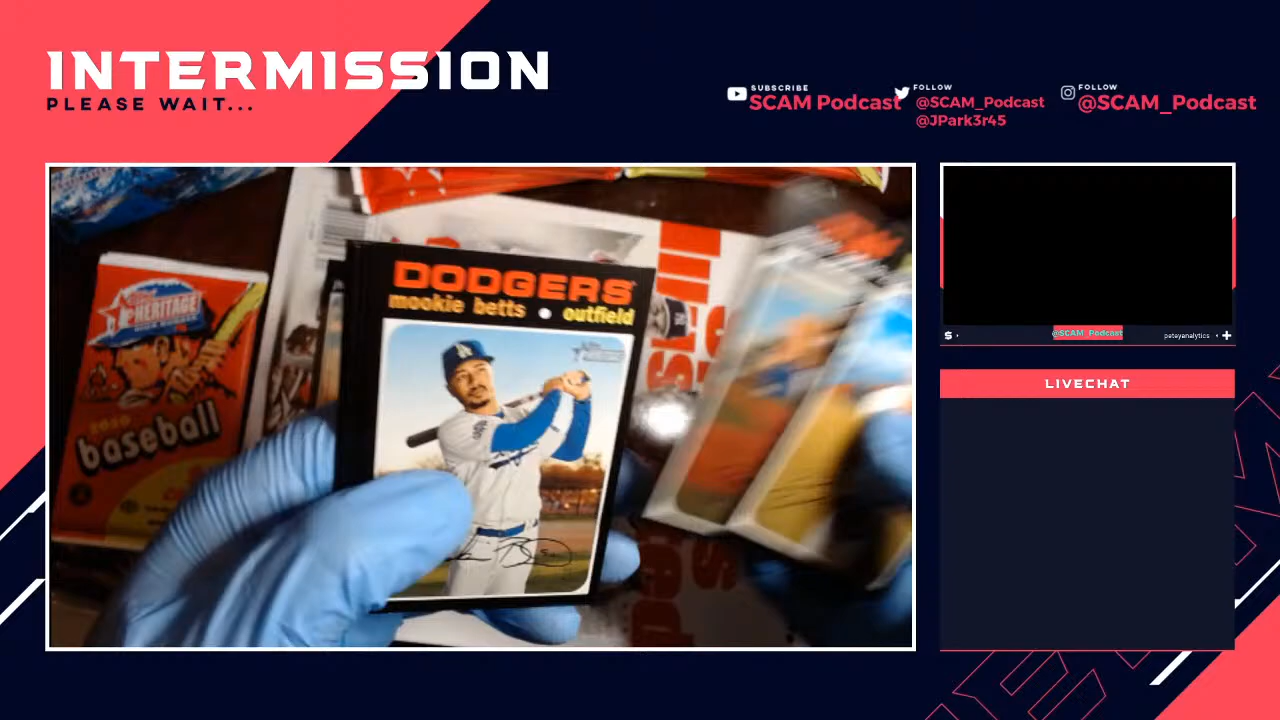 INTERMISSION
PLEASE WAIT...
SUBSCRIBE
SCAM Podcast
FOLLOW
@SCAM_Podcast
@JPark3r45
FOLLOW
@SCAM_Podcast
DODGERS
mookie betts • outfield
HERITAGE
baseball
$
@SCAM_Podcast
peteyanalytics
LIVECHAT